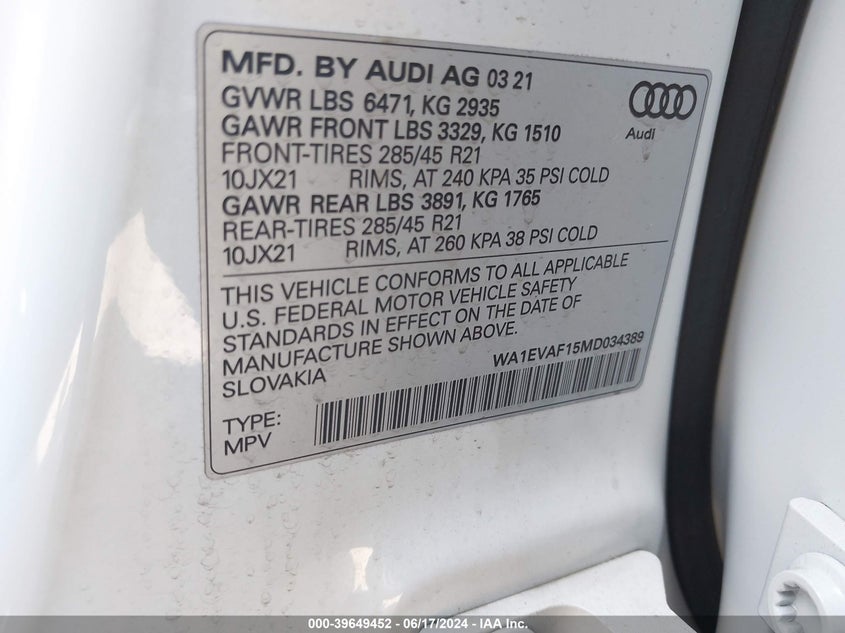 MFD. BY AUDI AG 03 21
GVWR LBS 6471, KG 2935
GAWR FRONT LBS 3329, KG 1510
FRONT-TIRES 285/45 R21
10JX21 RIMS, AT 240 KPA 35 PSI COLD
GAWR REAR LBS 3891, KG 1765
REAR-TIRES 285/45 R21
10JX21 RIMS, AT 260 KPA 38 PSI COLD
Audi
THIS VEHICLE CONFORMS TO ALL APPLICABLE
U.S. FEDERAL MOTOR VEHICLE SAFETY
STANDARDS IN EFFECT ON THE DATE OF
MANUFACTURE SHOWN ABOVE.
SLOVAKIA
WA1EVAF15MD034389
TYPE:
MPV
000-39649452 - 06/17/2024 - IAAI.com